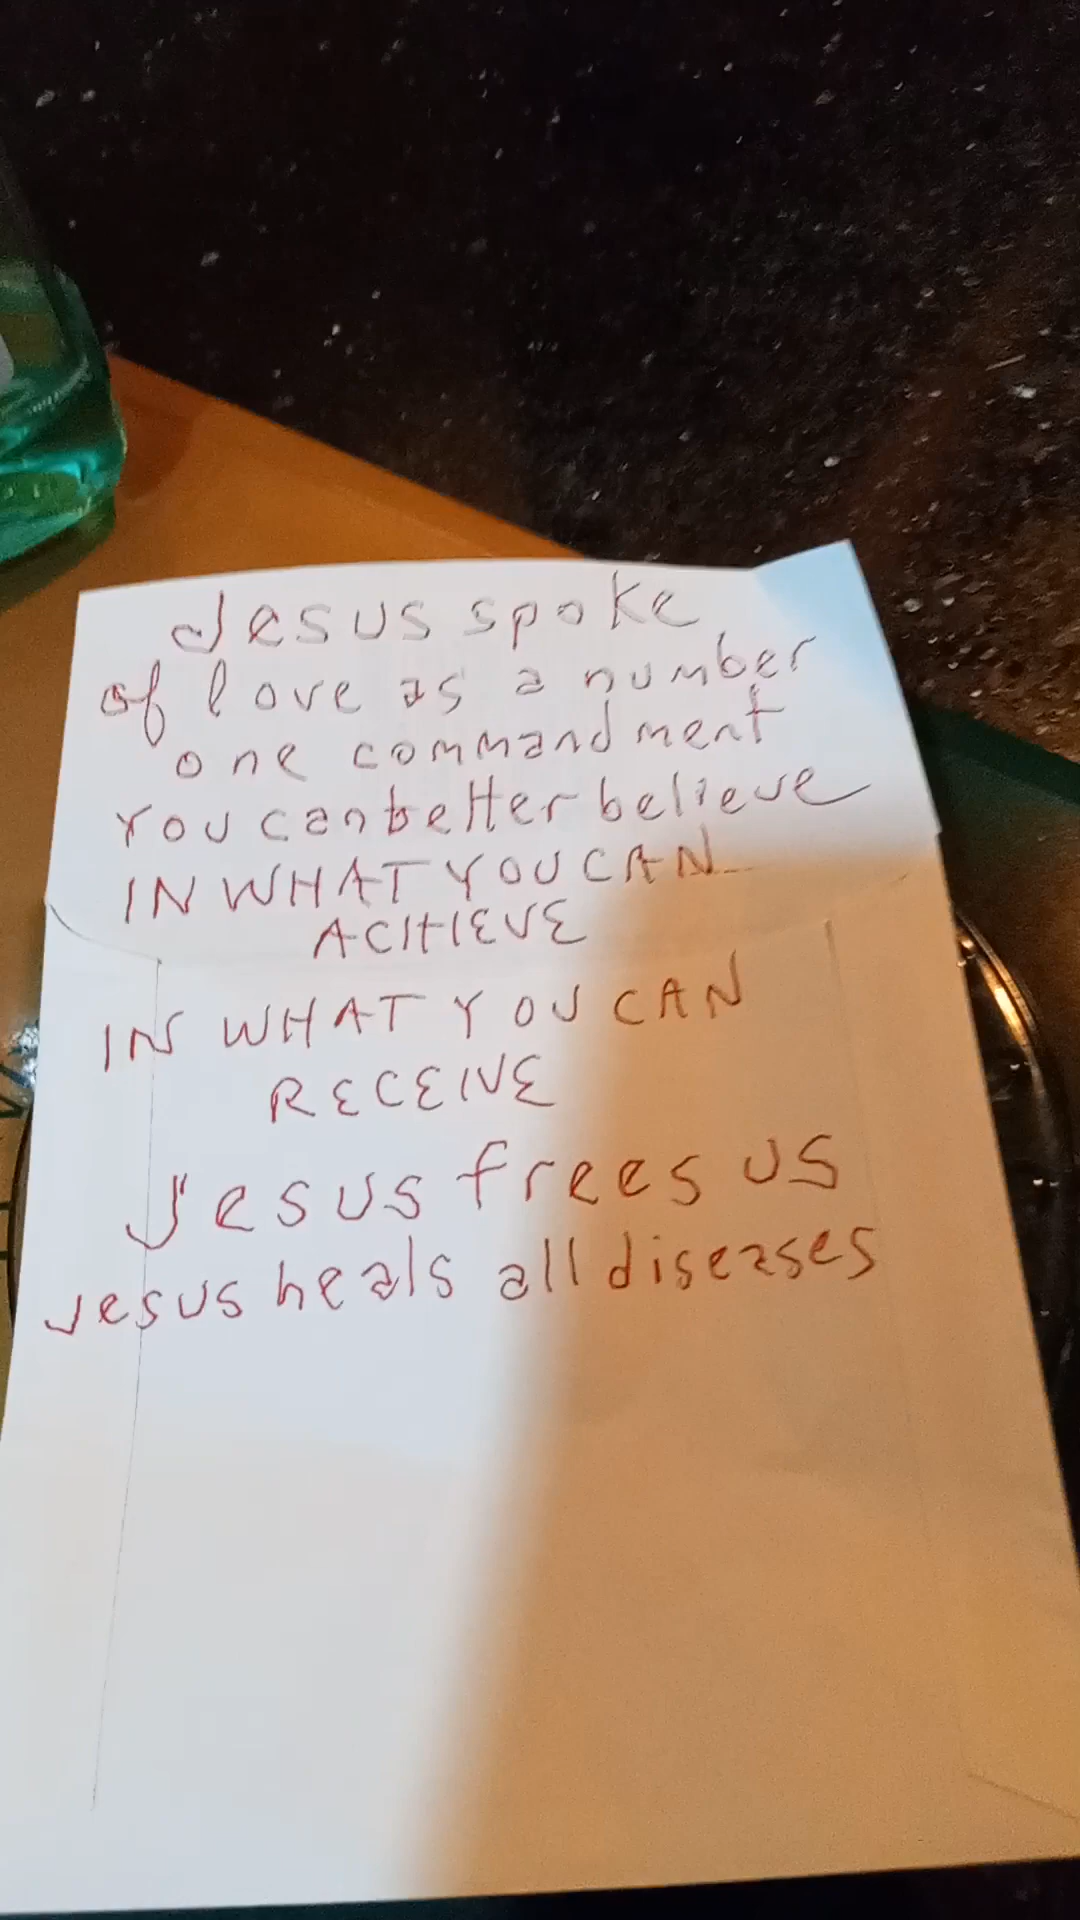 Jesus spoke
of love as a number
one commandment
You can better believe
IN WHAT YOU CAN
ACHIEVE
IN WHAT YOU CAN
RECEIVE
Jesus frees us
Jesus heals all diseases